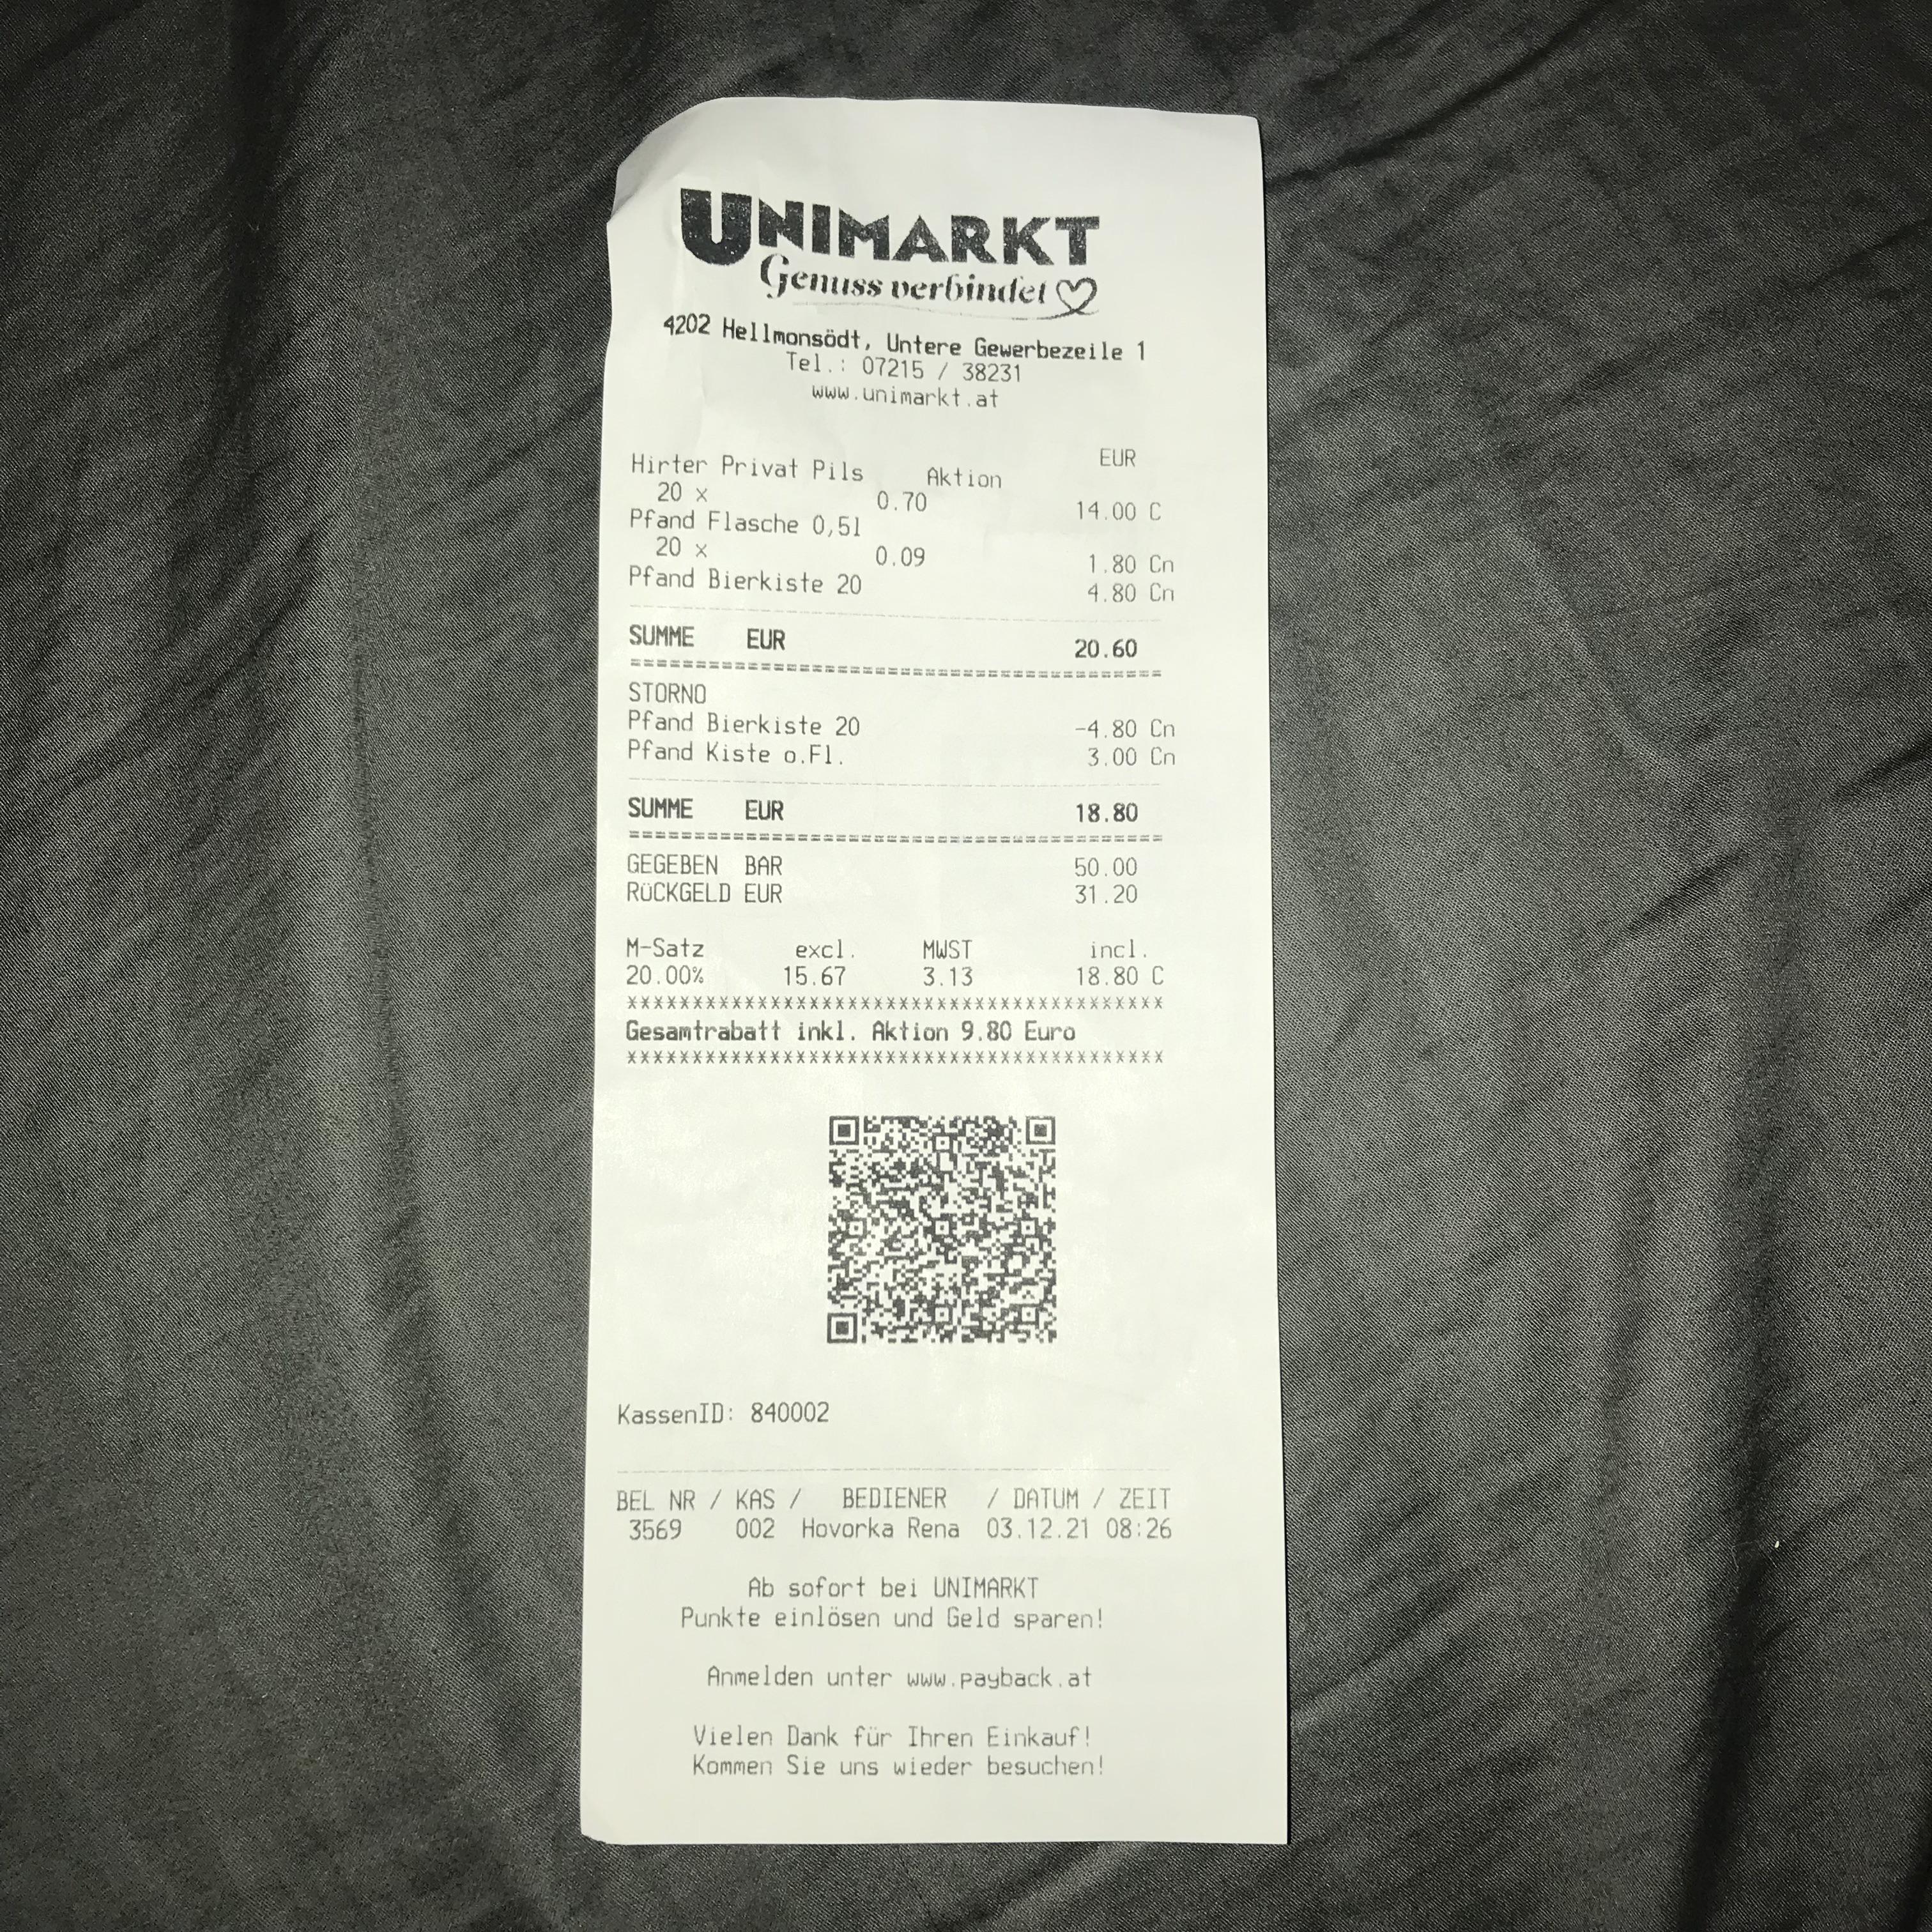 UNIMARKT
Genuss verbindet
4202 Hellmonsödt, Untere Gewerbezeile 1
Tel.: 07215 / 38231
www.unimarkt.at
EUR
Hirter Privat Pils Aktion
20 x 0.70 14.00 C
Pfand Flasche 0,5l
20 x 0.09 1.80 Cn
Pfand Bierkiste 20 4.80 Cn
SUMME EUR 20.60
=========================================
STORNO
Pfand Bierkiste 20 -4.80 Cn
Pfand Kiste o.Fl. 3.00 Cn
SUMME EUR 18.80
=========================================
GEGEBEN BAR 50.00
RÜCKGELD EUR 31.20
M-Satz excl. MWST incl.
20.00% 15.67 3.13 18.80 C
xxxxxxxxxxxxxxxxxxxxxxxxxxxxxxxxxxxxxxxxx
Gesamtrabatt inkl. Aktion 9.80 Euro
xxxxxxxxxxxxxxxxxxxxxxxxxxxxxxxxxxxxxxxxx
KassenID: 840002
BEL NR / KAS / BEDIENER / DATUM / ZEIT
3569 002 Hovorka Rena 03.12.21 08:26
Ab sofort bei UNIMARKT
Punkte einlösen und Geld sparen!
Anmelden unter www.payback.at
Vielen Dank für Ihren Einkauf!
Kommen Sie uns wieder besuchen!